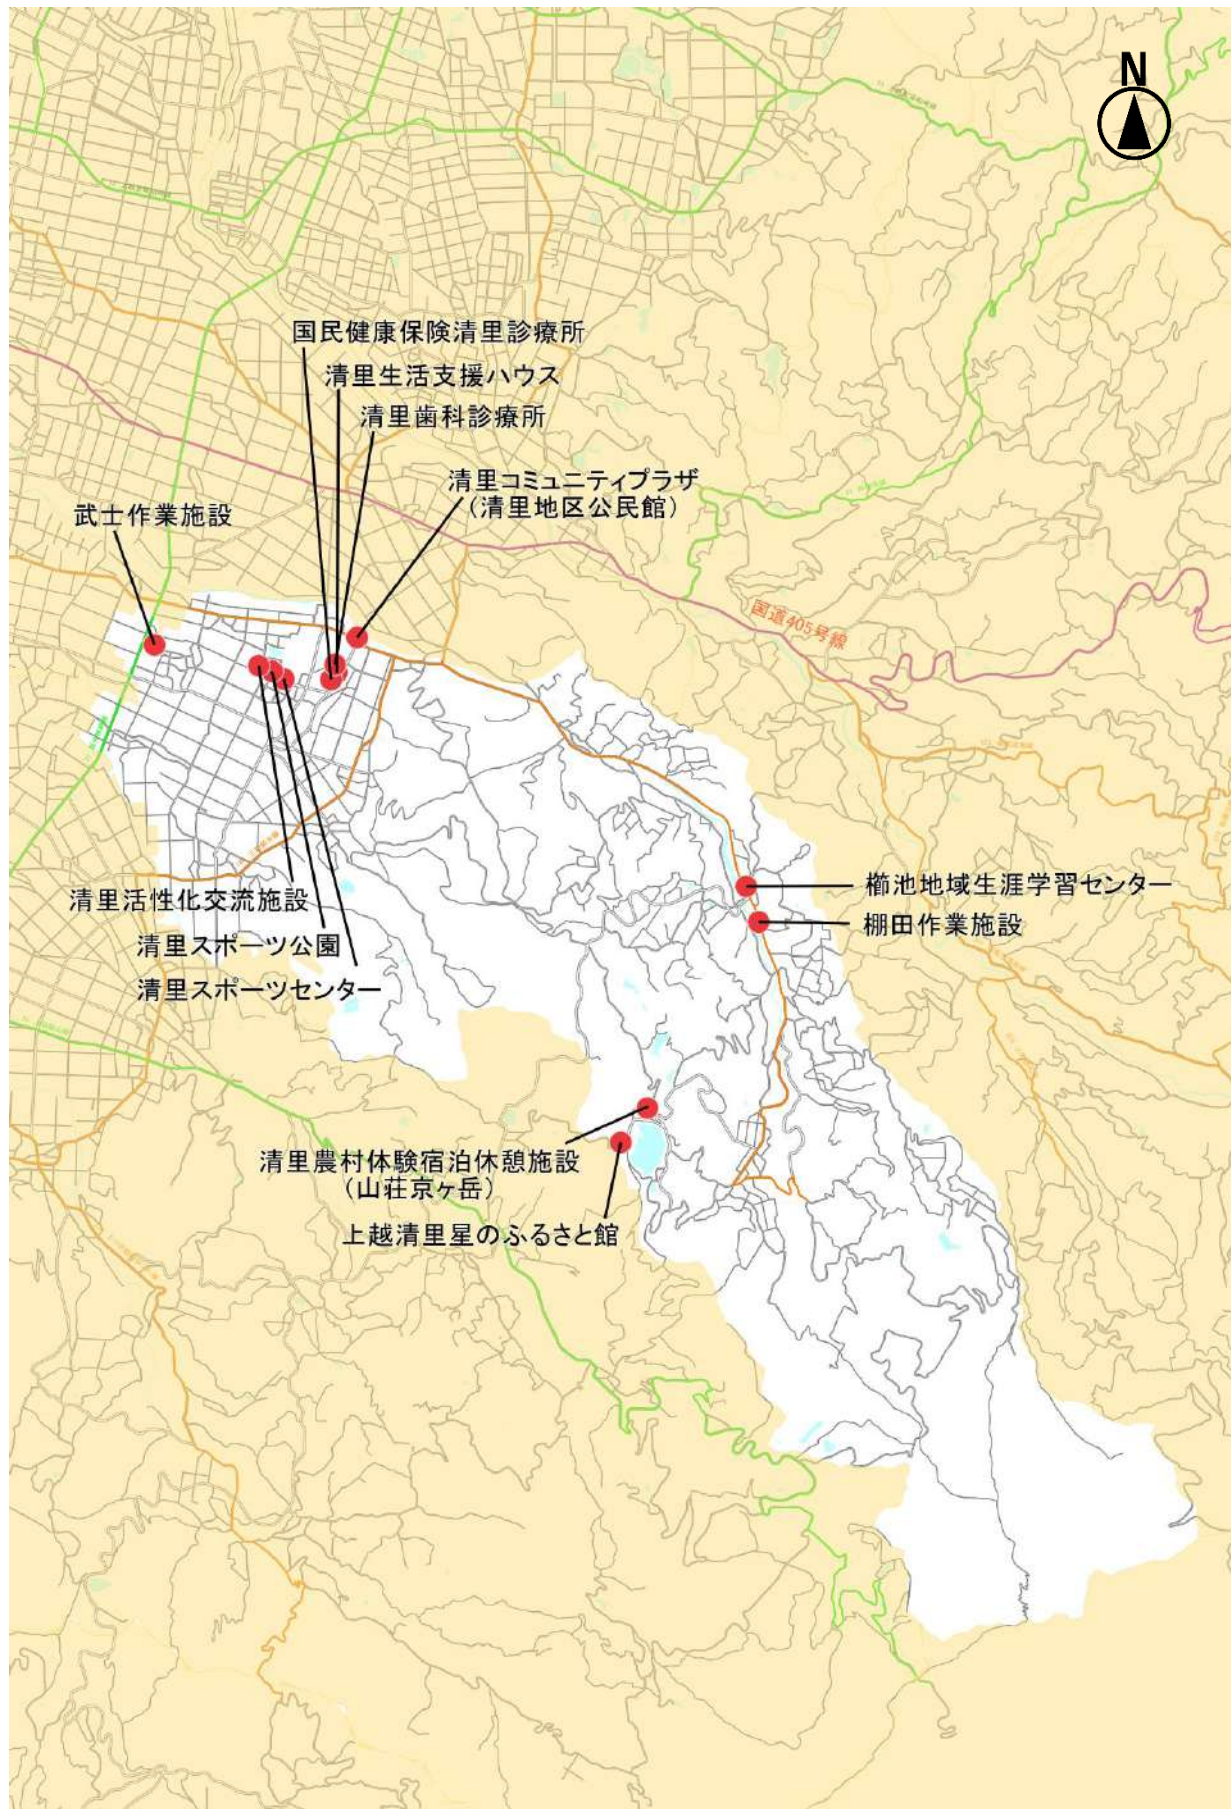 N
国民健康保険清里診療所
清里生活支援ハウス
清里歯科診療所
清里コミュニティプラザ
（清里地区公民館）
武士作業施設
国道405号線
清里活性化交流施設
清里スポーツ公園
清里スポーツセンター
櫛池地域生涯学習センター
棚田作業施設
清里農村体験宿泊休憩施設
（山荘京ヶ岳）
上越清里星のふるさと館